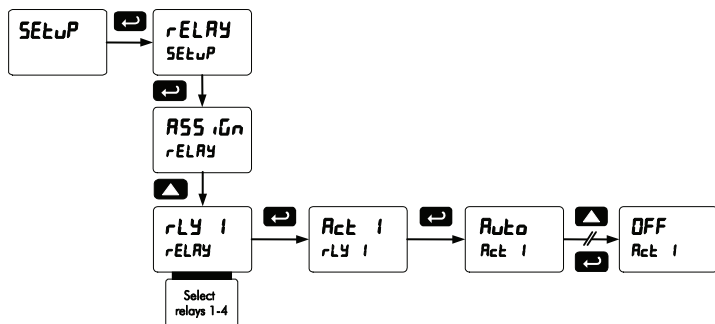 SEtuP
rELAY
SEtuP
ASSiGn
rELAY
rLY 1
rELAY
Act 1
rLY 1
Auto
Act 1
OFF
Act 1
Select
relays 1-4